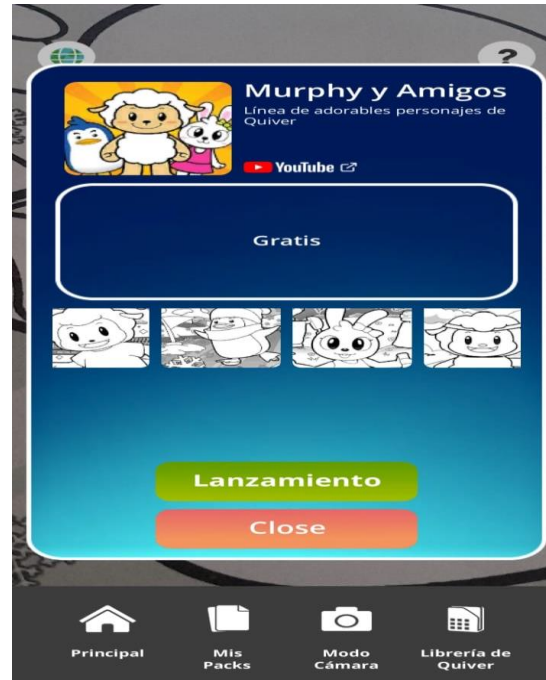 ?
Murphy y Amigos
Línea de adorables personajes de
Quiver
YouTube
Gratis
Lanzamiento
Close
Principal
Mis
Packs
Modo
Cámara
Librería de
Quiver